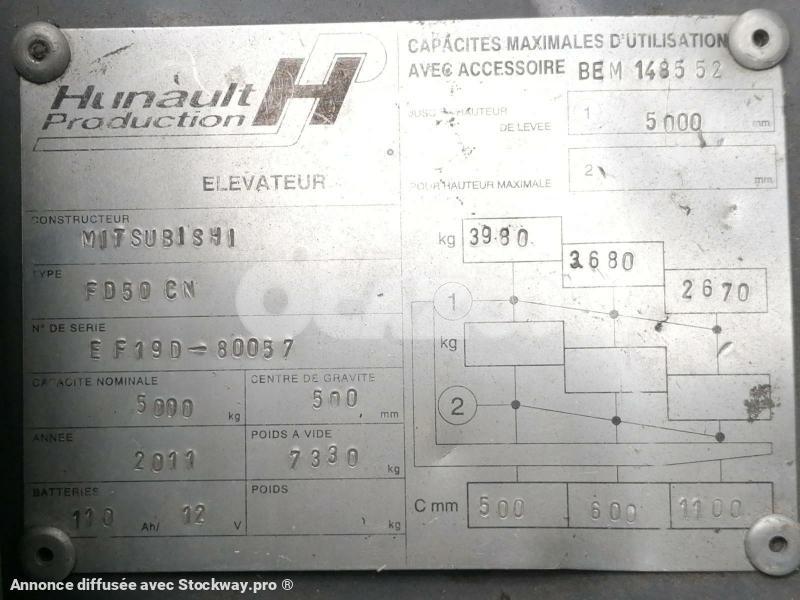 Hunault
Production
ELEVATEUR
CONSTRUCTEUR
MITSUBISHI
TYPE
FD50 CN
N° DE SERIE
EF19D-80057
CAPACITE NOMINALE
5000 kg
CENTRE DE GRAVITE
500 mm
ANNEE
2011
POIDS A VIDE
7330 kg
BATTERIES
110 Ah/ 12 V
POIDS
kg
CAPACITES MAXIMALES D'UTILISATION
AVEC ACCESSOIRE BEM 1485 52
JUSQU'A HAUTEUR
DE LEVEE
1 5000 mm
POUR HAUTEUR MAXIMALE
2 mm
kg 3980 3680 2670
1
kg
2
C mm 500 600 1100
Annonce diffusée avec Stockway.pro ®